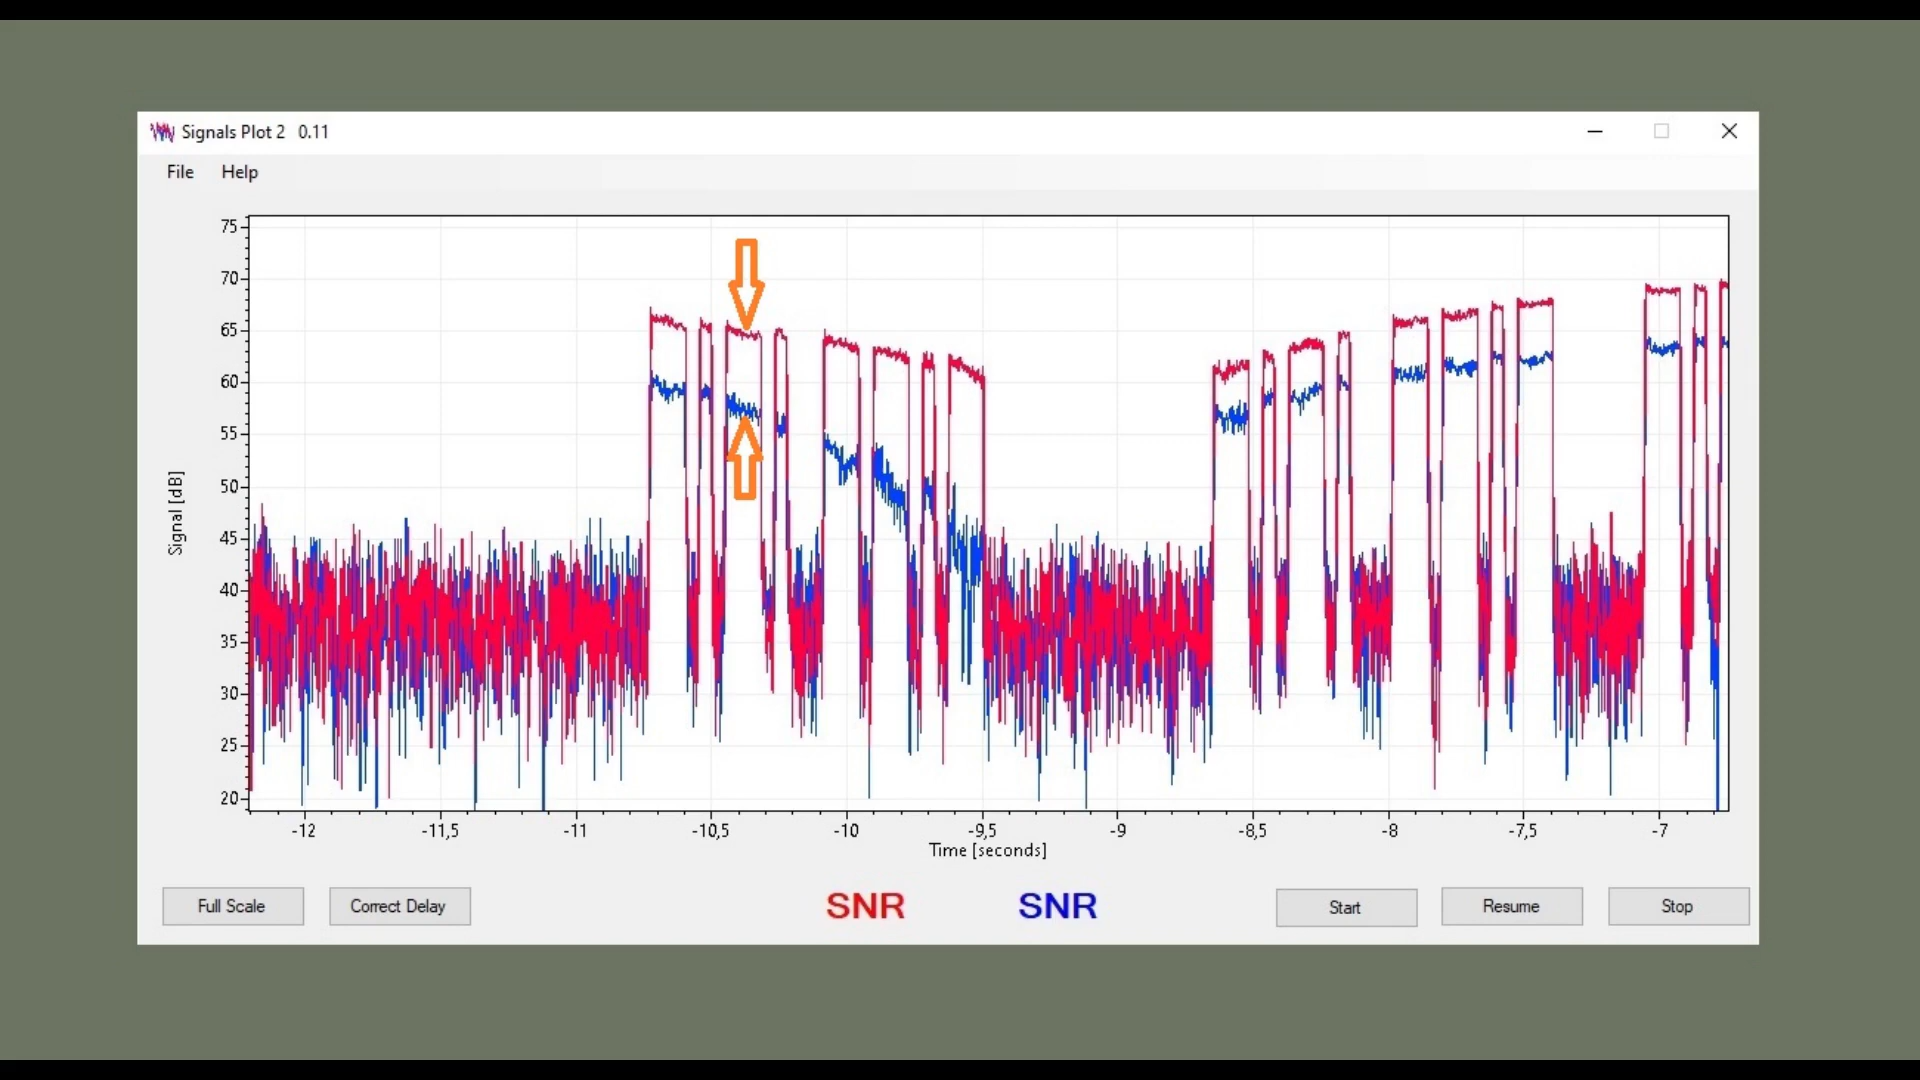 Signals Plot 2 0.11
File Help
75
70
65
60
55
50
45
40
35
30
25
20
Signal [dB]
-12 -11,5 -11 -10,5 -10 -9,5 -9 -8,5 -8 -7,5 -7
Time [seconds]
Full Scale Correct Delay SNR SNR Start Resume Stop